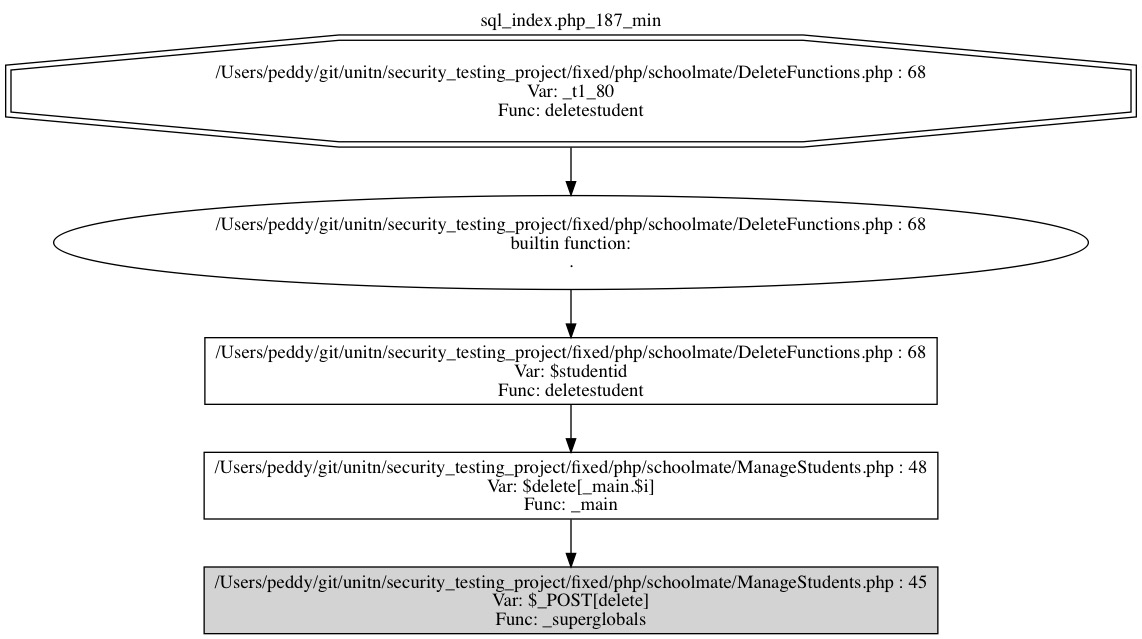 sql_index.php_187_min
/Users/peddy/git/unitn/security_testing_project/fixed/php/schoolmate/DeleteFunctions.php : 68
Var: _t1_80
Func: deletestudent
/Users/peddy/git/unitn/security_testing_project/fixed/php/schoolmate/DeleteFunctions.php : 68
builtin function:
.
/Users/peddy/git/unitn/security_testing_project/fixed/php/schoolmate/DeleteFunctions.php : 68
Var: $studentid
Func: deletestudent
/Users/peddy/git/unitn/security_testing_project/fixed/php/schoolmate/ManageStudents.php : 48
Var: $delete[_main.$i]
Func: _main
/Users/peddy/git/unitn/security_testing_project/fixed/php/schoolmate/ManageStudents.php : 45
Var: $_POST[delete]
Func: _superglobals